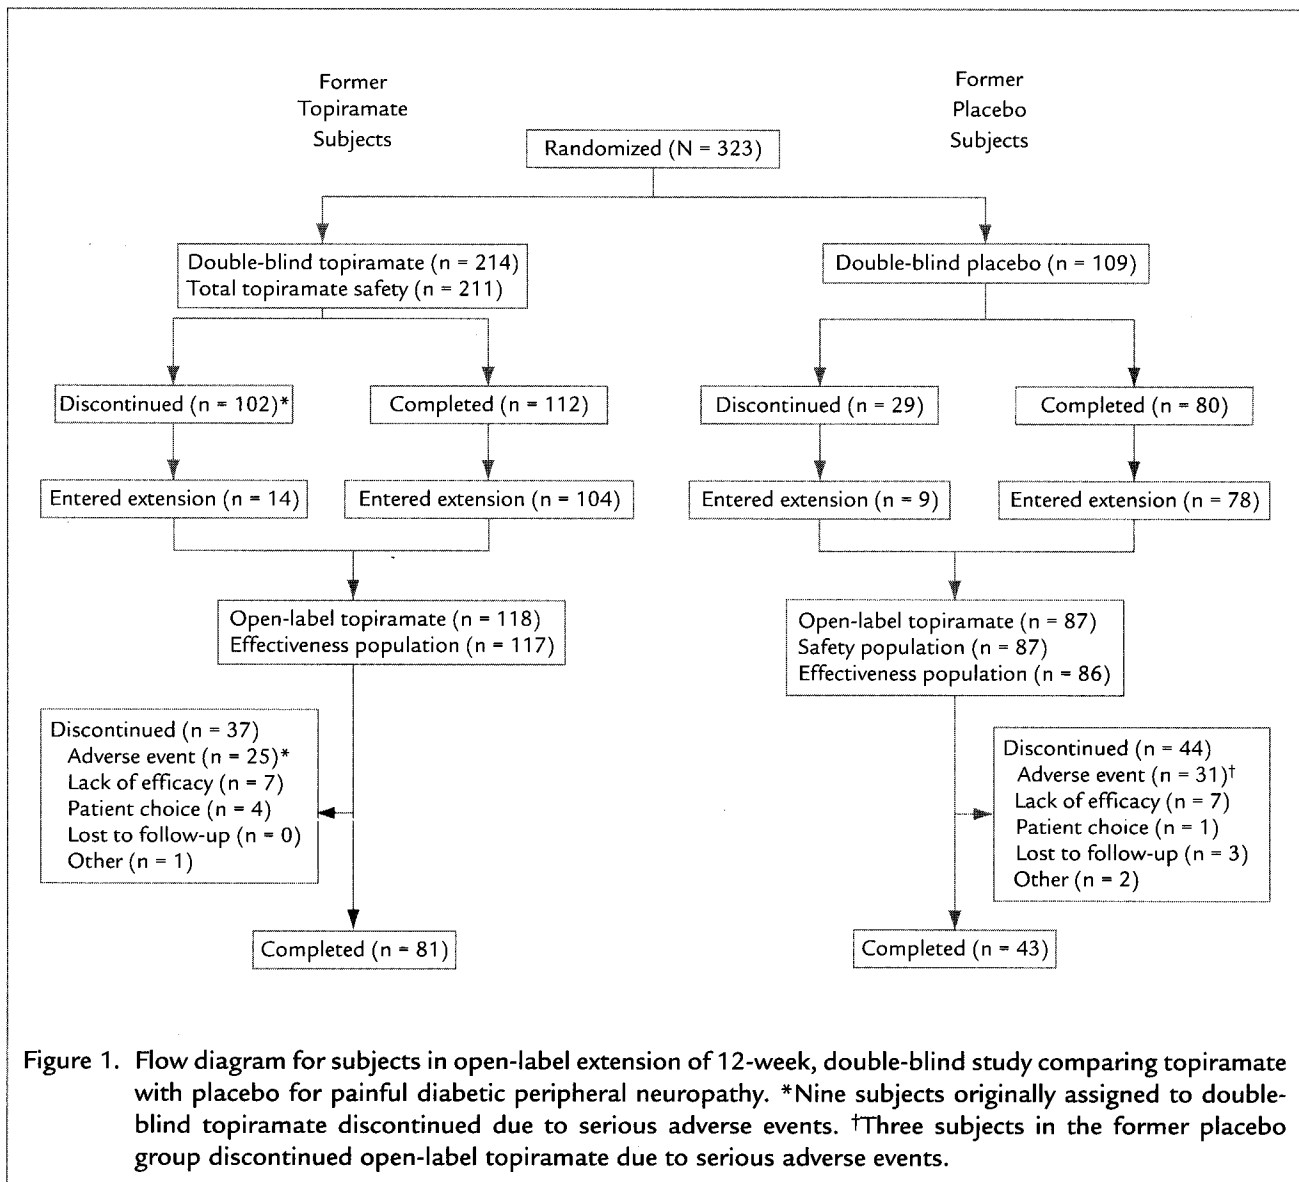 Former
Topiramate
Subjects
Former
Placebo
Subjects
Randomized (N = 323)
Double-blind topiramate (n = 214)
Total topiramate safety (n = 211)
Double-blind placebo (n = 109)
Discontinued (n = 102)*
Completed (n = 112)
Discontinued (n = 29)
Completed (n = 80)
Entered extension (n = 14)
Entered extension (n = 104)
Entered extension (n = 9)
Entered extension (n = 78)
Open-label topiramate (n = 118)
Effectiveness population (n = 117)
Open-label topiramate (n = 87)
Safety population (n = 87)
Effectiveness population (n = 86)
Discontinued (n = 37)
Adverse event (n = 25)*
Lack of efficacy (n = 7)
Patient choice (n = 4)
Lost to follow-up (n = 0)
Other (n = 1)
Discontinued (n = 44)
Adverse event (n = 31)†
Lack of efficacy (n = 7)
Patient choice (n = 1)
Lost to follow-up (n = 3)
Other (n = 2)
Completed (n = 81)
Completed (n = 43)
Figure 1. Flow diagram for subjects in open-label extension of 12-week, double-blind study comparing topiramate
with placebo for painful diabetic peripheral neuropathy. *Nine subjects originally assigned to double-
blind topiramate discontinued due to serious adverse events. †Three subjects in the former placebo
group discontinued open-label topiramate due to serious adverse events.